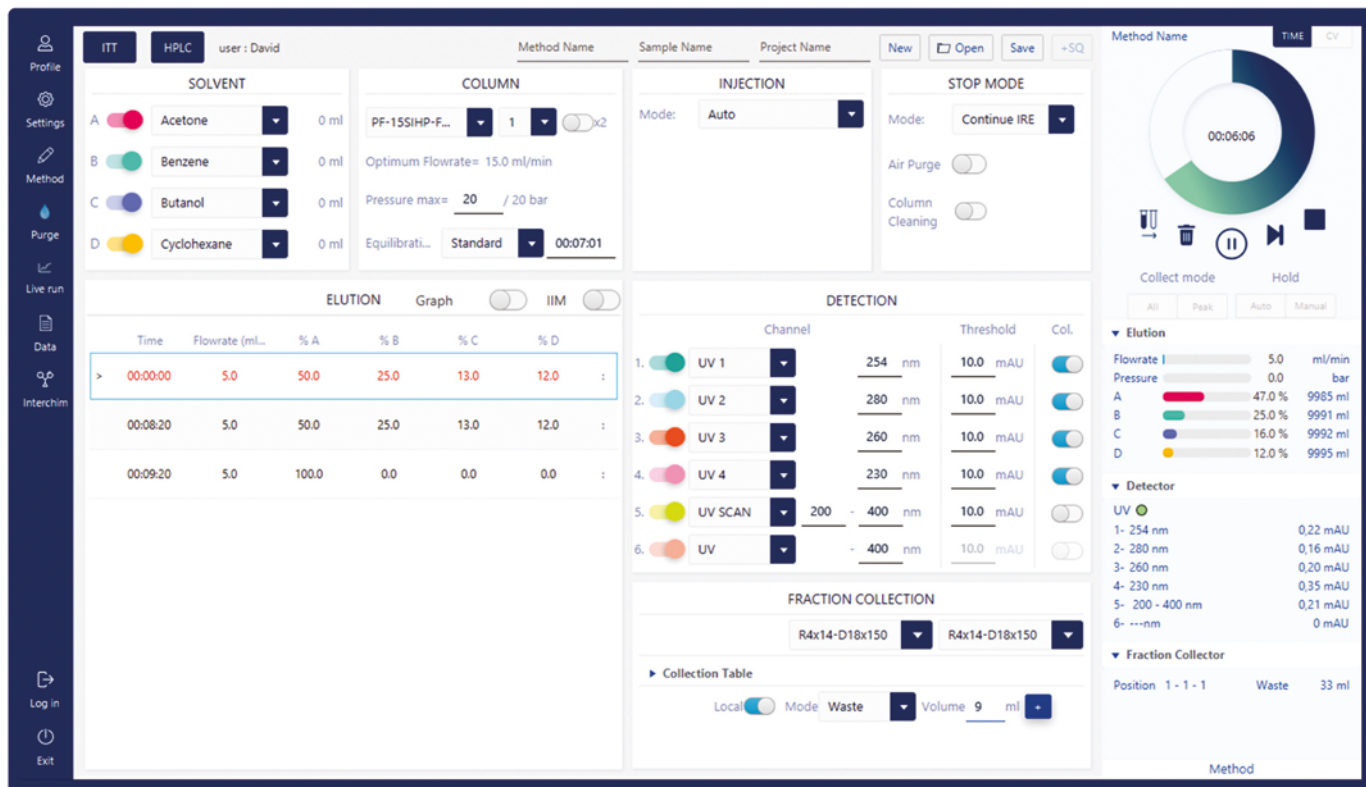 Profile
Settings
Method
Purge
Live run
Data
Interchim
Log in
Exit
ITT HPLC user : David Method Name Sample Name Project Name New Open Save +SQ
SOLVENT
A Acetone 0 ml
B Benzene 0 ml
C Butanol 0 ml
D Cyclohexane 0 ml
COLUMN
PF-15SIHP-F... 1 x2
Optimum Flowrate= 15.0 ml/min
Pressure max= 20 / 20 bar
Equilibrati... Standard 00:07:01
INJECTION
Mode: Auto
STOP MODE
Mode: Continue IRE
Air Purge
Column
Cleaning
ELUTION Graph IIM
Time Flowrate (ml... % A % B % C % D
> 00:00:00 5.0 50.0 25.0 13.0 12.0 :
00:08:20 5.0 50.0 25.0 13.0 12.0 :
00:09:20 5.0 100.0 0.0 0.0 0.0 :
DETECTION
Channel Threshold Col.
1. UV 1 254 nm 10.0 mAU
2. UV 2 280 nm 10.0 mAU
3. UV 3 260 nm 10.0 mAU
4. UV 4 230 nm 10.0 mAU
5. UV SCAN 200 - 400 nm 10.0 mAU
6. UV - 400 nm 10.0 mAU
FRACTION COLLECTION
R4x14-D18x150 R4x14-D18x150
Collection Table
Local Mode Waste Volume 9 ml +
Method Name TIME CV
00:06:06
Collect mode Hold
All Peak Auto Manual
Elution
Flowrate 5.0 ml/min
Pressure 0.0 bar
A 47.0 % 9985 ml
B 25.0 % 9991 ml
C 16.0 % 9992 ml
D 12.0 % 9995 ml
Detector
UV
1- 254 nm 0,22 mAU
2- 280 nm 0,16 mAU
3- 260 nm 0,20 mAU
4- 230 nm 0,35 mAU
5- 200 - 400 nm 0,21 mAU
6- ---nm 0 mAU
Fraction Collector
Position 1 - 1 - 1 Waste 33 ml
Method